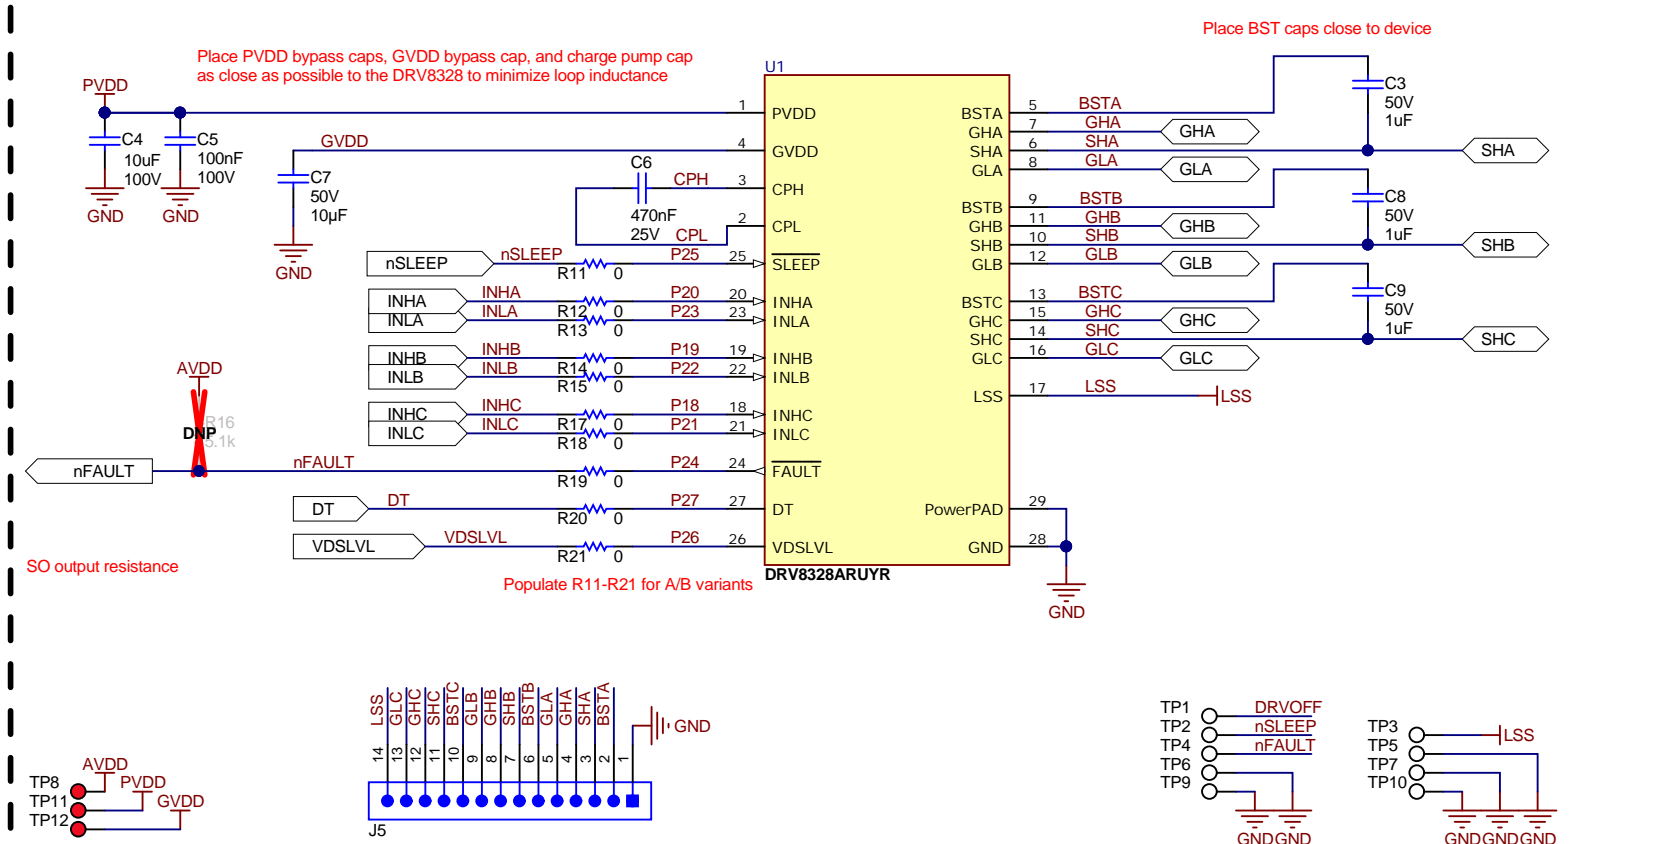 Place BST caps close to device
Place PVDD bypass caps, GVDD bypass cap, and charge pump cap
as close as possible to the DRV8328 to minimize loop inductance
U1
PVDD
C4
10uF
100V
GND
C5
100nF
100V
GND
GVDD
C7
50V
10µF
GND
C6
470nF
25V
CPH
CPL
1 PVDD
4 GVDD
3 CPH
2 CPL
nSLEEP nSLEEP R11 0 P25 25 SLEEP
INHA INHA R12 0 P20 20 INHA
INLA INLA R13 0 P23 23 INLA
INHB INHB R14 0 P19 19 INHB
INLB INLB R15 0 P22 22 INLB
INHC INHC R17 0 P18 18 INHC
INLC INLC R18 0 P21 21 INLC
AVDD
R16
5.1k
DNP
nFAULT nFAULT R19 0 P24 24 FAULT
DT DT R20 0 P27 27 DT
VDSLVL VDSLVL R21 0 P26 26 VDSLVL
DRV8328ARUYR
Populate R11-R21 for A/B variants
SO output resistance
BSTA 5 BSTA
GHA 7 GHA GHA
SHA 6 SHA SHA
GLA 8 GLA GLA
C3
50V
1uF
BSTB 9 BSTB
GHB 11 GHB GHB
SHB 10 SHB SHB
GLB 12 GLB GLB
C8
50V
1uF
BSTC 13 BSTC
GHC 15 GHC GHC
SHC 14 SHC SHC
GLC 16 GLC GLC
C9
50V
1uF
LSS 17 LSS LSS
PowerPAD 29
GND 28
GND
TP8 AVDD
TP11 PVDD
TP12 GVDD
LSS GLC GHC SHC BSTC GLB GHB SHB BSTB GLA GHA SHA BSTA GND
14 13 12 11 10 9 8 7 6 5 4 3 2 1
J5
TP1 DRVOFF
TP2 nSLEEP
TP4 nFAULT
TP6
TP9
GND GND
TP3 LSS
TP5
TP7
TP10
GND GND GND